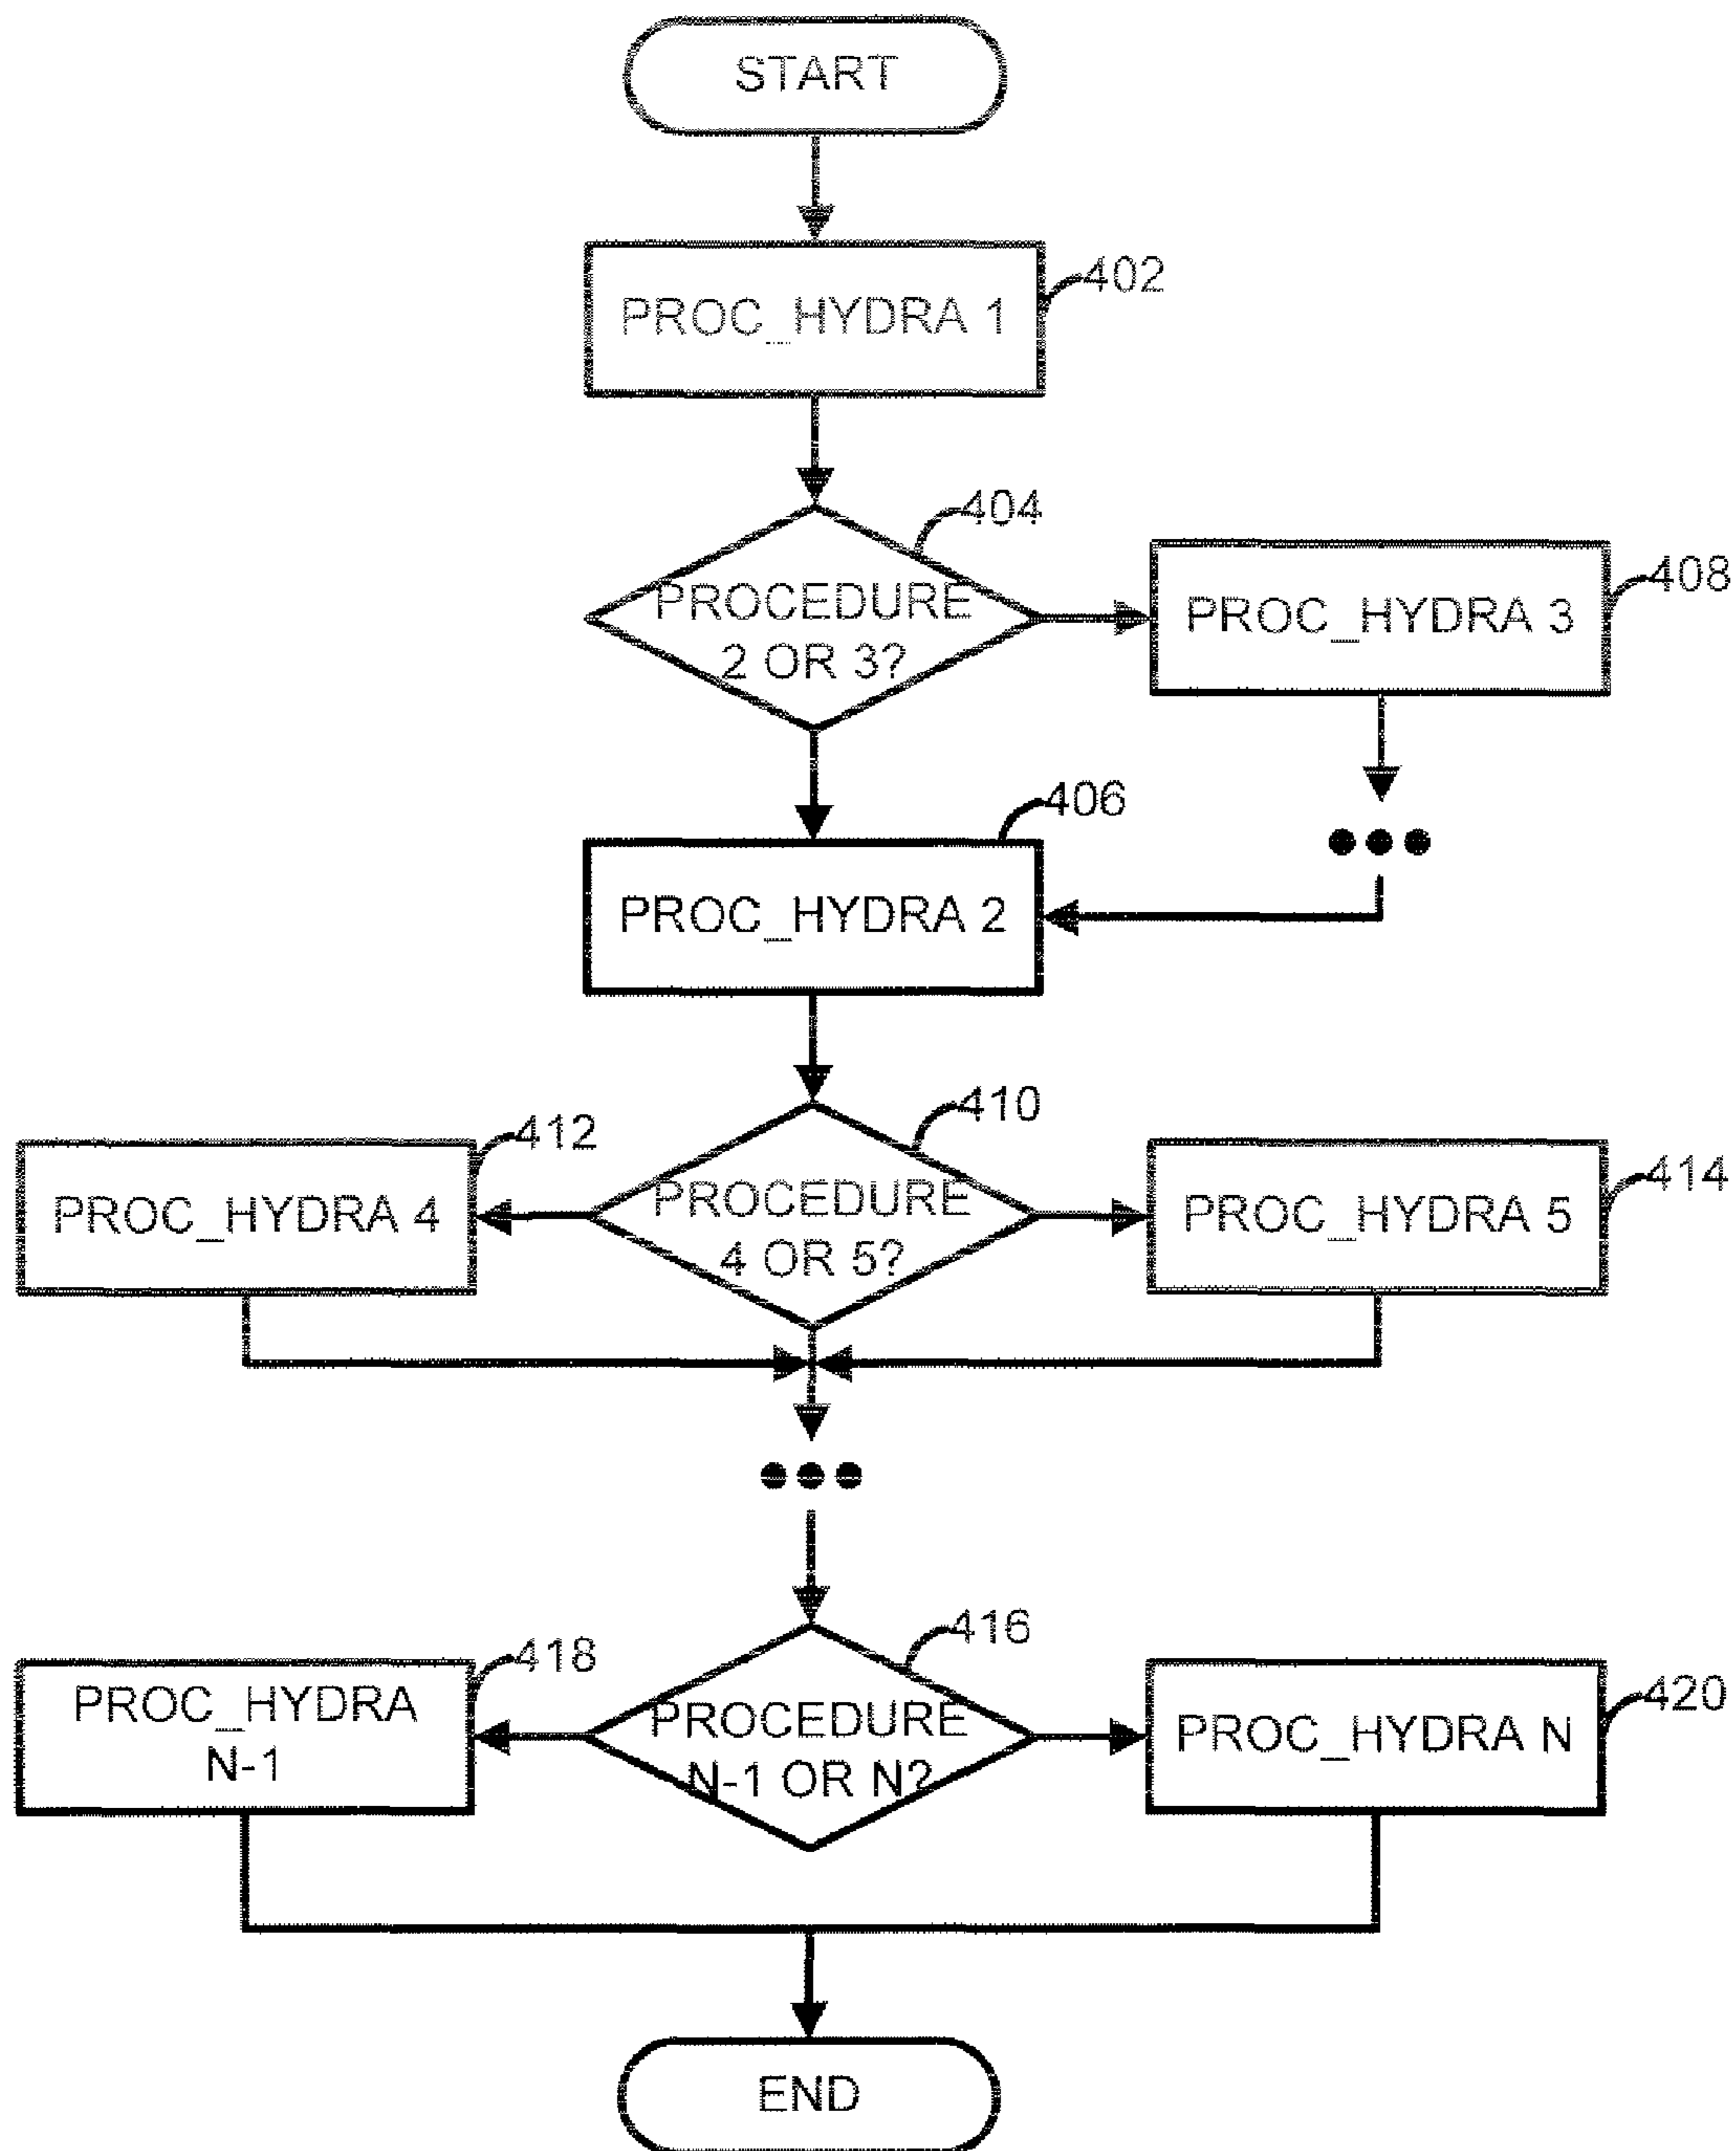 START
PROC_HYDRA 1
402
404
PROCEDURE
2 OR 3?
PROC_HYDRA 3
408
406
PROC_HYDRA 2
410
412
PROC_HYDRA 4
PROCEDURE
4 OR 5?
PROC_HYDRA 5
414
416
418
PROC_HYDRA
N-1
PROCEDURE
N-1 OR N?
PROC_HYDRA N
420
END